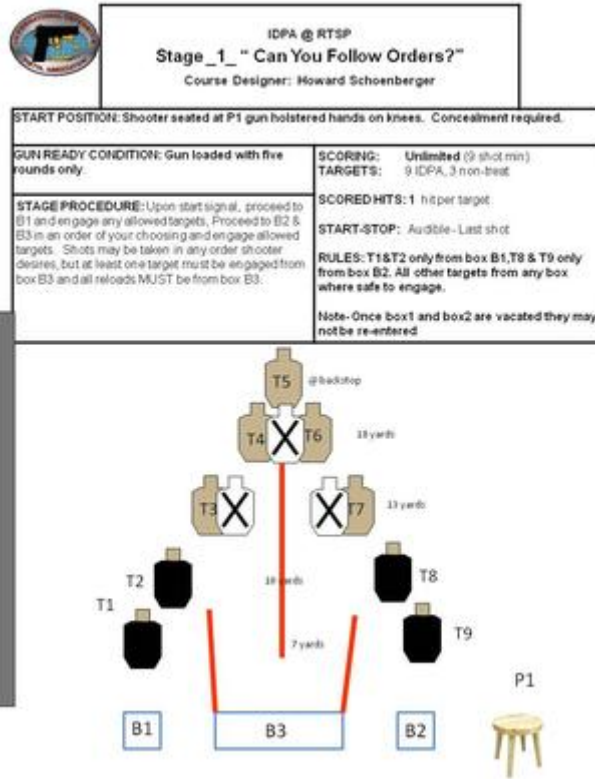 IDPA @ RTSP
Stage _1_ “ Can You Follow Orders?”
Course Designer: Howard Schoenberger
START POSITION: Shooter seated at P1 gun holstered hands on knees. Concealment required.
GUN READY CONDITION: Gun loaded with five
rounds only.
STAGE PROCEDURE: Upon start signal, proceed to
B1 and engage any allowed targets, Proceed to B2 &
B3 in an order of your choosing and engage allowed
targets. Shots may be taken in any order shooter
desires, but at least one target must be engaged from
box B3 and all reloads MUST be from box B3.
SCORING: Unlimited (9 shot min)
TARGETS: 9 IDPA, 3 non-treat
SCORED HITS: 1 hit per target
START-STOP: Audible - Last shot
RULES: T1&T2 only from box B1,T8 & T9 only
from box B2. All other targets from any box
where safe to engage.
Note-Once box1 and box2 are vacated they may
not be re-entered
T5 @ backstop
T4 X T6
T3 X X T7 13 yards
T2 T8
T1 T9
7 yards
P1
B1 B3 B2